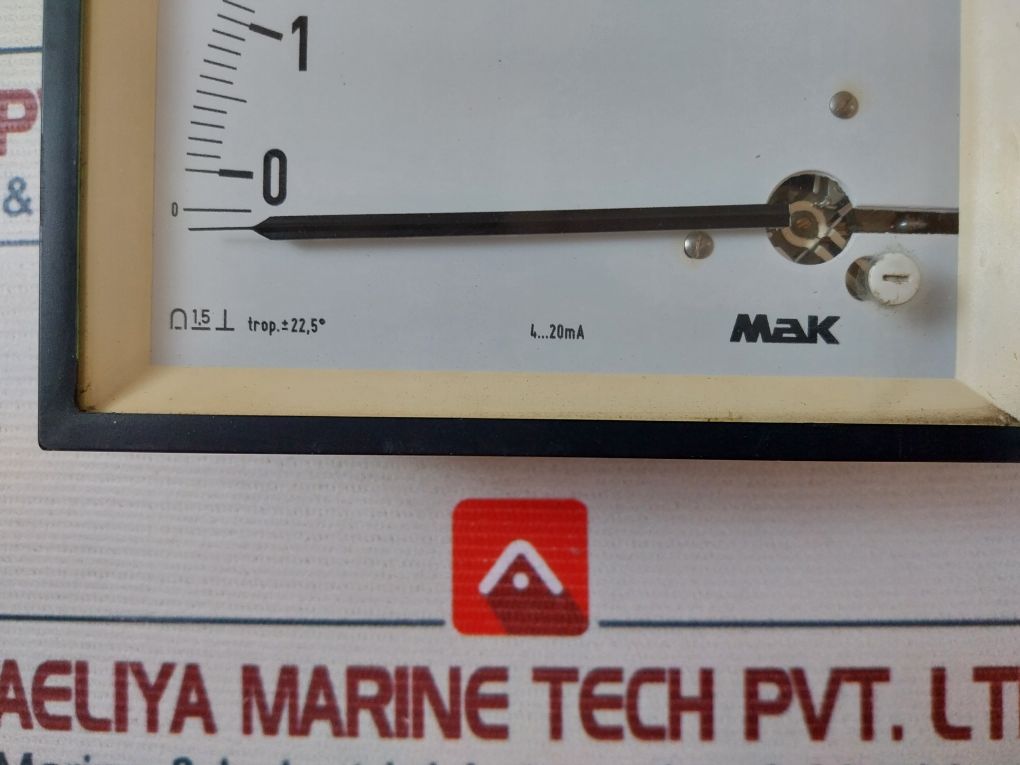 1
0
0
1,5 trop.±22,5°
4...20mA
MaK
P
&
AELIYA MARINE TECH PVT. LT